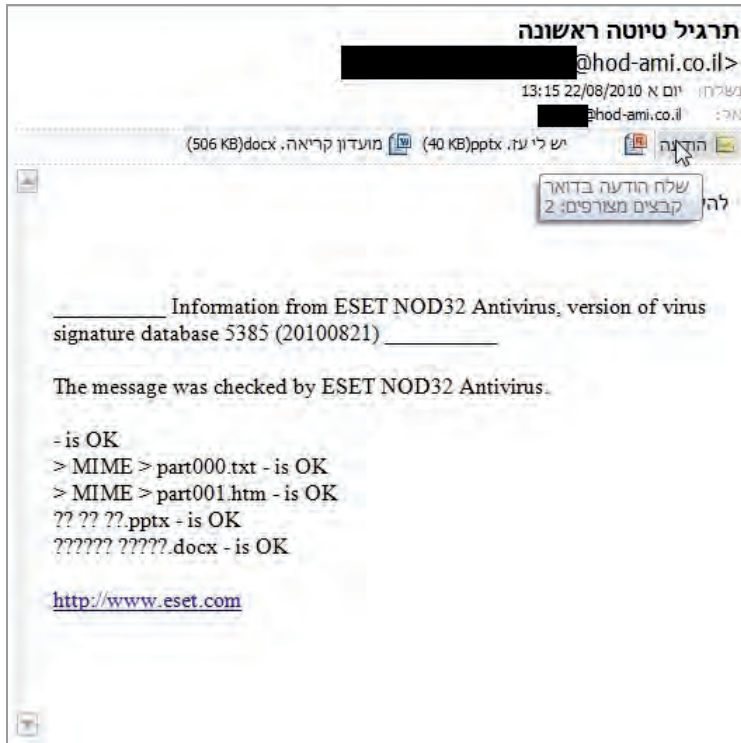 תרגיל טיוטה ראשונה
@hod-ami.co.il>
נשלח: יום א 22/08/2010 13:15
אל: @hod-ami.co.il
הודעה יש לי עז.pptx (40 KB) מועדון קריאה.docx (506 KB)
שלח הודעה בדואר
קבצים מצורפים: 2
__________ Information from ESET NOD32 Antivirus, version of virus
signature database 5385 (20100821) __________
The message was checked by ESET NOD32 Antivirus.
- is OK
> MIME > part000.txt - is OK
> MIME > part001.htm - is OK
?? ?? ??.pptx - is OK
?????? ?????.docx - is OK
http://www.eset.com